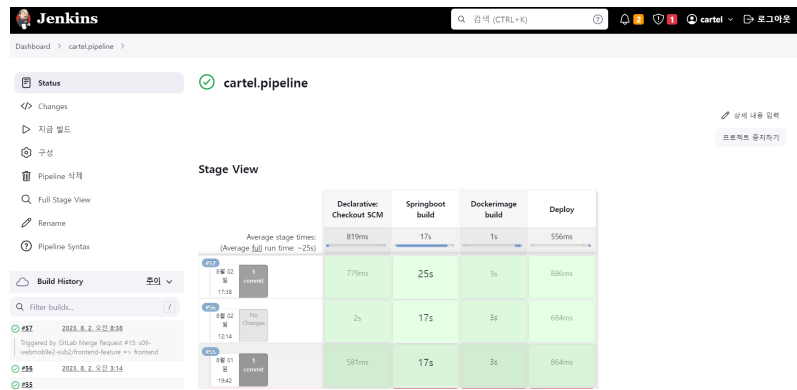 Jenkins
검색 (CTRL+K)
2
1
cartel
로그아웃
Dashboard > cartel.pipeline >
Status
Changes
지금 빌드
구성
Pipeline 삭제
Full Stage View
Rename
Pipeline Syntax
Build History
추이
Filter builds...
/
#57 2023. 8. 2. 오전 8:38
Triggered by GitLab Merge Request #15: s09-
webmobile2-sub2/frontend-feature => frontend
#56 2023. 8. 2. 오전 3:14
#55
cartel.pipeline
상세 내용 입력
프로젝트 중지하기
Stage View
Declarative:
Checkout SCM
Springboot
build
Dockerimage
build
Deploy
Average stage times:
819ms 17s 1s 556ms
(Average full run time: ~25s)
#57
8월 02
일
17:38
1
commit
779ms 25s 3s 886ms
#56
8월 02
일
12:14
No
Changes
2s 17s 3s 684ms
#55
8월 01
일
19:42
1
commit
581ms 17s 3s 864ms